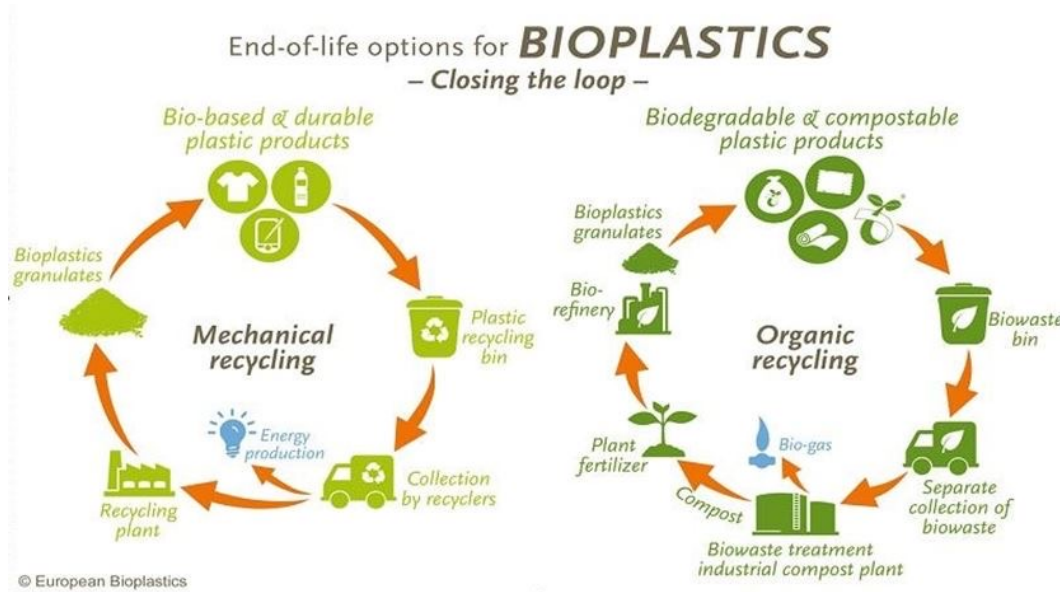 End-of-life options for BIOPLASTICS
– Closing the loop –
Bio-based & durable
plastic products
Bioplastics
granulates
Plastic
recycling
bin
Mechanical
recycling
Energy
production
Collection
by recyclers
Recycling
plant
Biodegradable & compostable
plastic products
Bioplastics
granulates
Bio-
refinery
Biowaste
bin
Organic
recycling
Plant
fertilizer
Bio-gas
Compost
Separate
collection of
biowaste
Biowaste treatment
industrial compost plant
© European Bioplastics